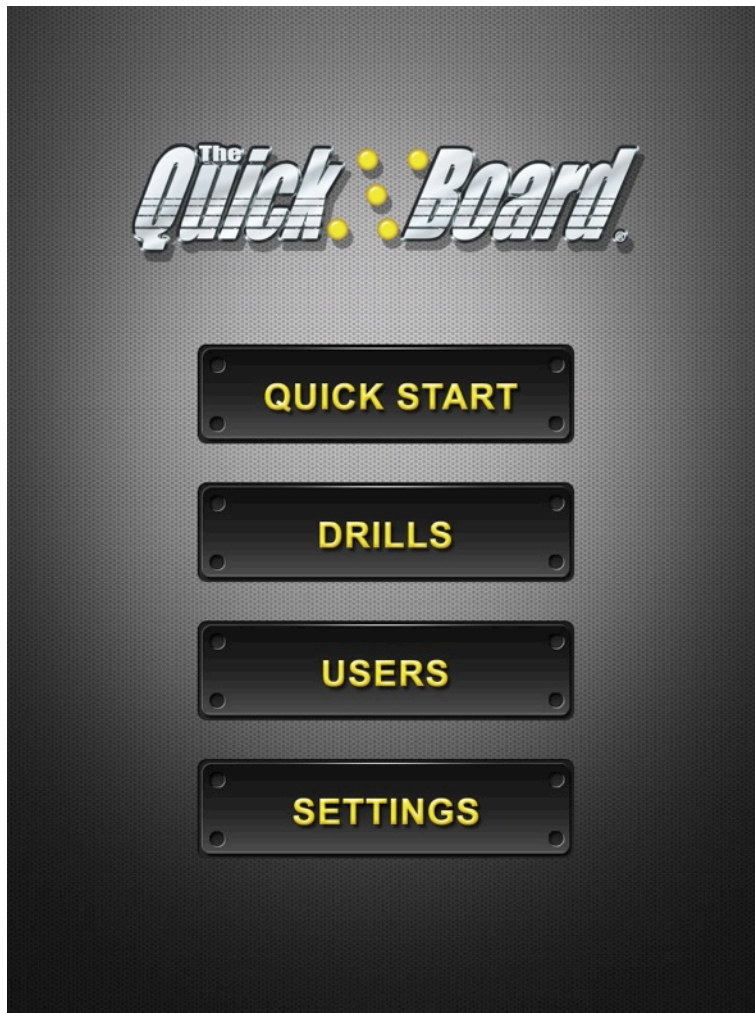 The
Quick Board®
QUICK START
DRILLS
USERS
SETTINGS